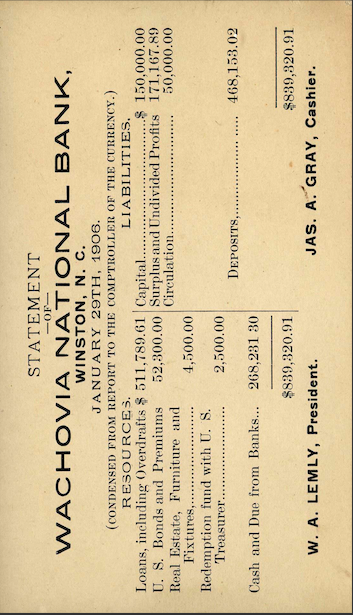 STATEMENT
—OF—
WACHOVIA NATIONAL BANK,
WINSTON, N. C.
JANUARY 29TH, 1906.
(CONDENSED FROM REPORT TO THE COMPTROLLER OF THE CURRENCY.)
RESOURCES.
Loans, including Overdrafts $ 511,789.61
U. S. Bonds and Premiums 52,300.00
Real Estate, Furniture and
Fixtures,..................... 4,500.00
Redemption fund with U. S.
Treasurer..................... 2,500.00
Cash and Due from Banks... 268,231.30
$839,320.91
LIABILITIES.
Capital.........................$ 150,000.00
Surplus and Undivided Profits 171,167.89
Circulation......................... 50,000.00
DEPOSITS,..................... 468,153.02
$839,320.91
W. A. LEMLY, President. JAS. A. GRAY, Cashier.